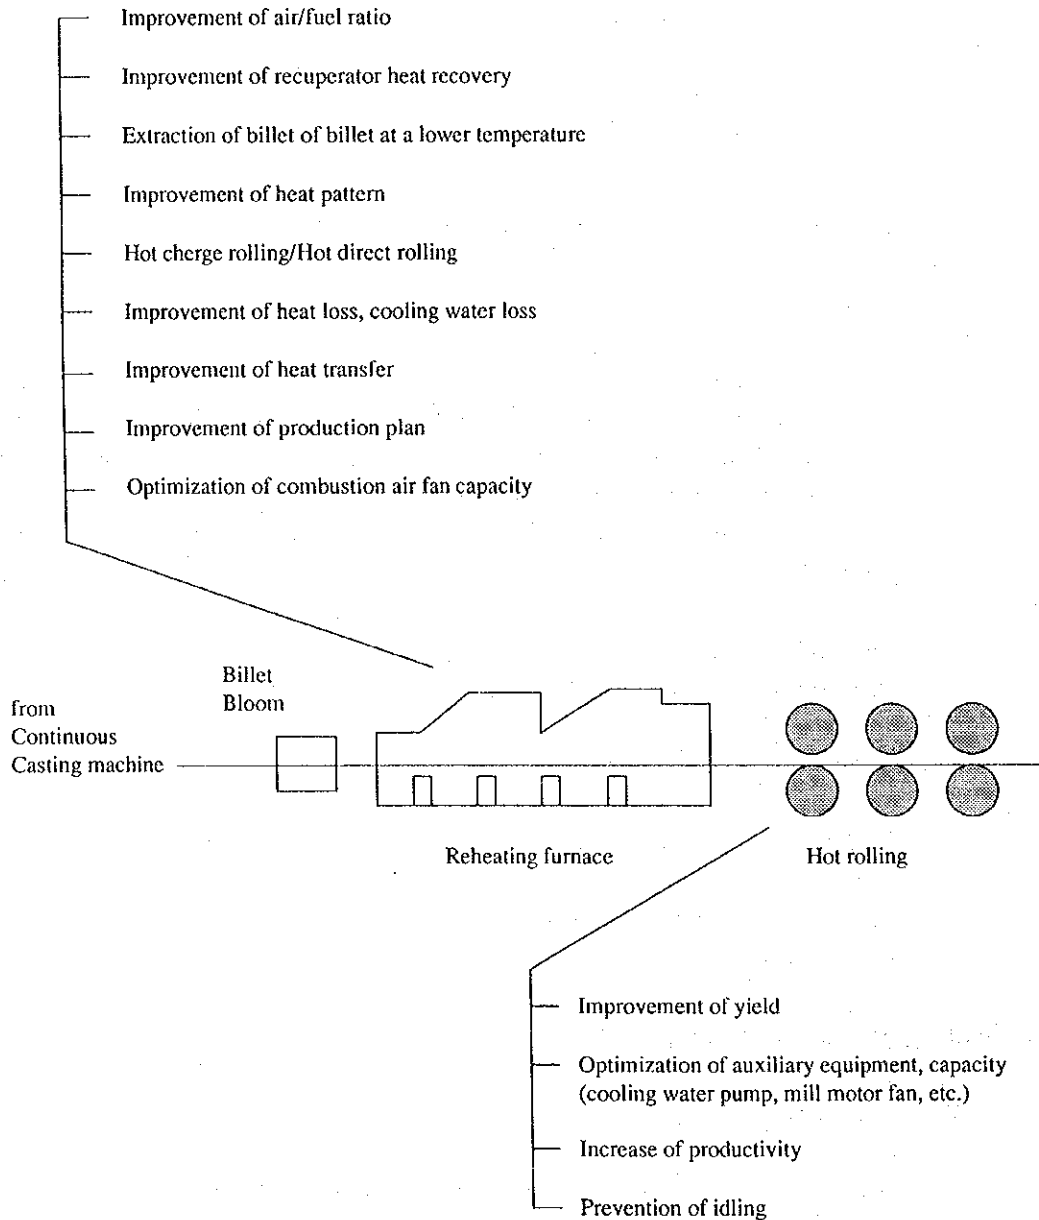 Improvement of air/fuel ratio
Improvement of recuperator heat recovery
Extraction of billet of billet at a lower temperature
Improvement of heat pattern
Hot cherge rolling/Hot direct rolling
Improvement of heat loss, cooling water loss
Improvement of heat transfer
Improvement of production plan
Optimization of combustion air fan capacity
Billet
Bloom
from
Continuous
Casting machine
Reheating furnace
Hot rolling
Improvement of yield
Optimization of auxiliary equipment, capacity
(cooling water pump, mill motor fan, etc.)
Increase of productivity
Prevention of idling